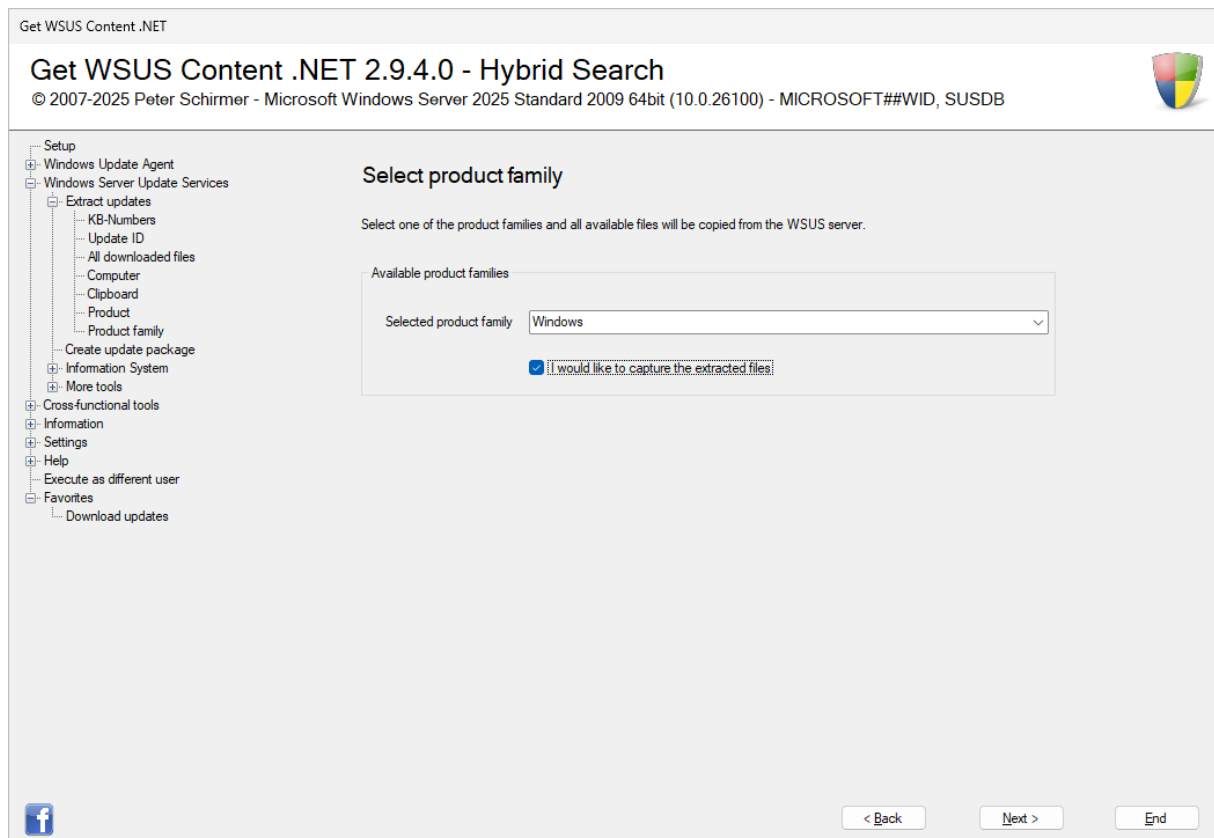 Get WSUS Content .NET
Get WSUS Content .NET 2.9.4.0 - Hybrid Search
© 2007-2025 Peter Schirmer - Microsoft Windows Server 2025 Standard 2009 64bit (10.0.26100) - MICROSOFT##WID, SUSDB
Setup
Windows Update Agent
Windows Server Update Services
Extract updates
KB-Numbers
Update ID
All downloaded files
Computer
Clipboard
Product
Product family
Create update package
Information System
More tools
Cross-functional tools
Information
Settings
Help
Execute as different user
Favorites
Download updates
Select product family
Select one of the product families and all available files will be copied from the WSUS server.
Available product families
Selected product family
Windows
I would like to capture the extracted files
f
< Back
Next >
End